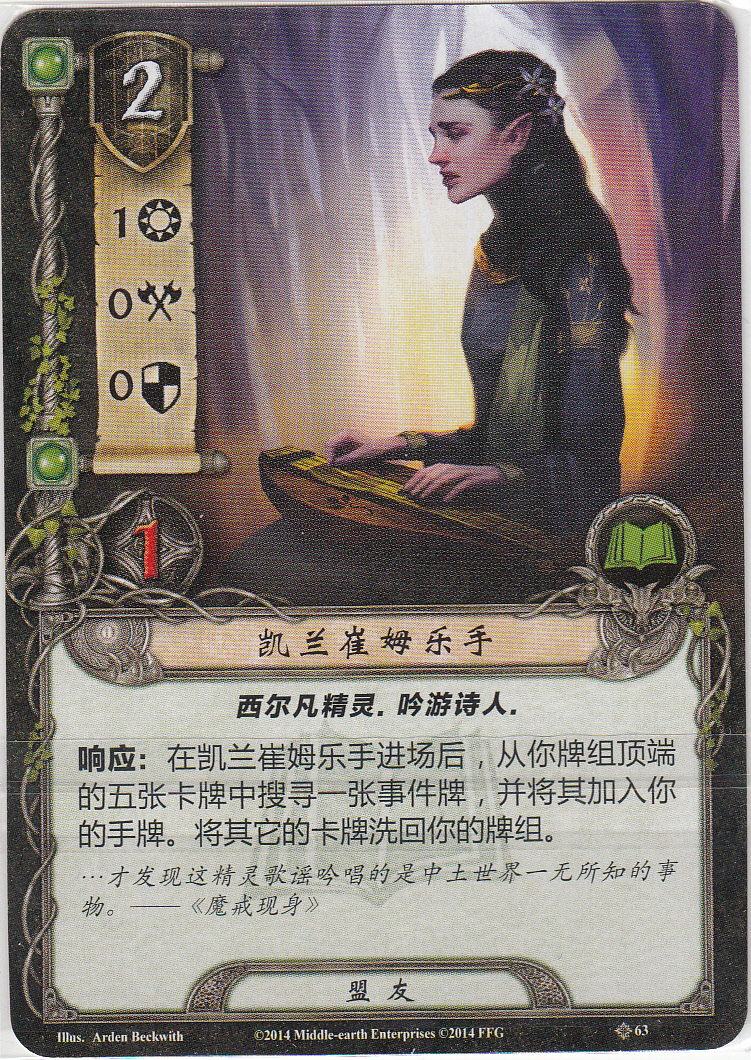 2
1
0
0
1
凯兰崔姆乐手
西尔凡精灵. 吟游诗人.
响应：在凯兰崔姆乐手进场后，从你牌组顶端
的五张卡牌中搜寻一张事件牌，并将其加入你
的手牌。将其它的卡牌洗回你的牌组。
…才发现这精灵歌谣吟唱的是中土世界一无所知的事
物。——《魔戒现身》
盟友
Illus. Arden Beckwith ©2014 Middle-earth Enterprises ©2014 FFG 63